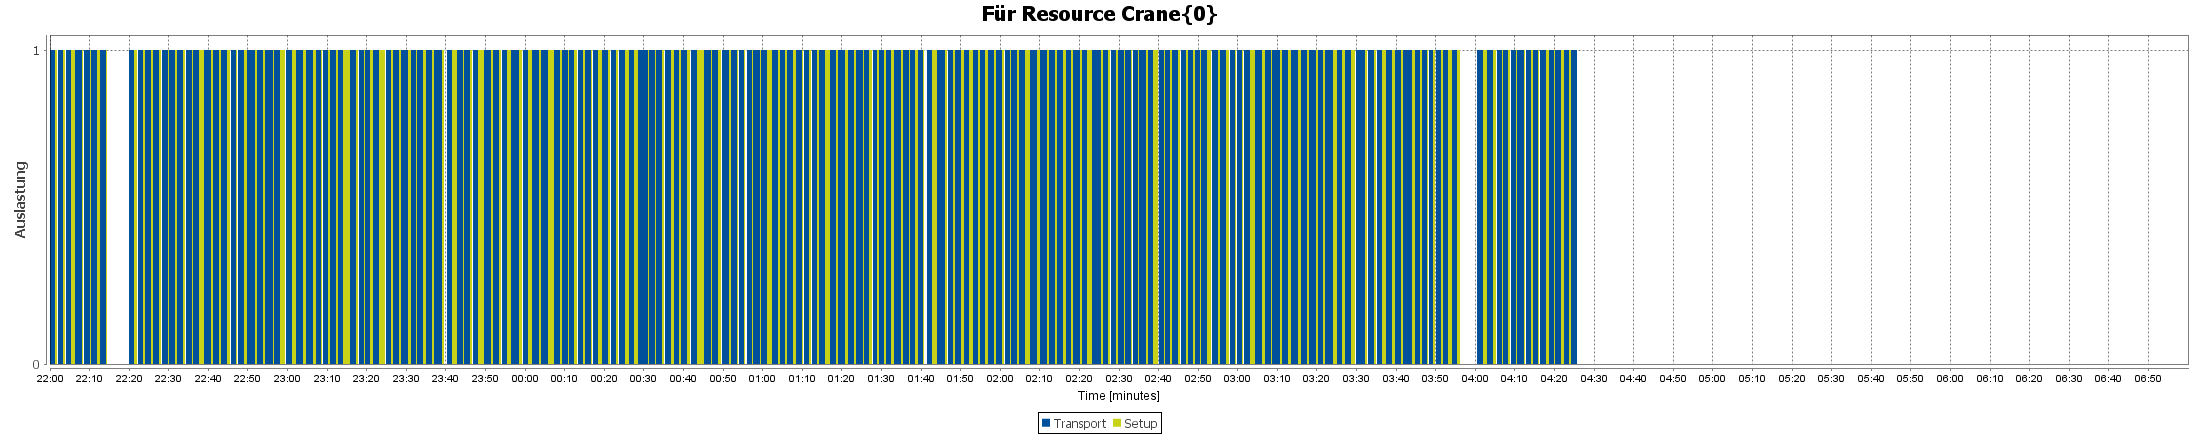 Für Resource Crane{0}
1
Auslastung
0
22:00 22:10 22:20 22:30 22:40 22:50 23:00 23:10 23:20 23:30 23:40 23:50 00:00 00:10 00:20 00:30 00:40 00:50 01:00 01:10 01:20 01:30 01:40 01:50 02:00 02:10 02:20 02:30 02:40 02:50 03:00 03:10 03:20 03:30 03:40 03:50 04:00 04:10 04:20 04:30 04:40 04:50 05:00 05:10 05:20 05:30 05:40 05:50 06:00 06:10 06:20 06:30 06:40 06:50
Time [minutes]
Transport Setup